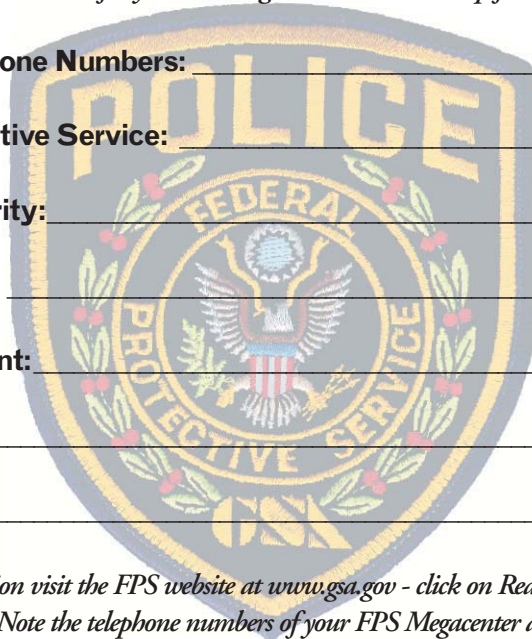 one Numbers:
POLICE
tive Service:
rity:
FEDERAL
PROTECTIVE SERVICE
nt:
GSA
on visit the FPS website at www.gsa.gov - click on Rea
Note the telephone numbers of your FPS Megacenter a